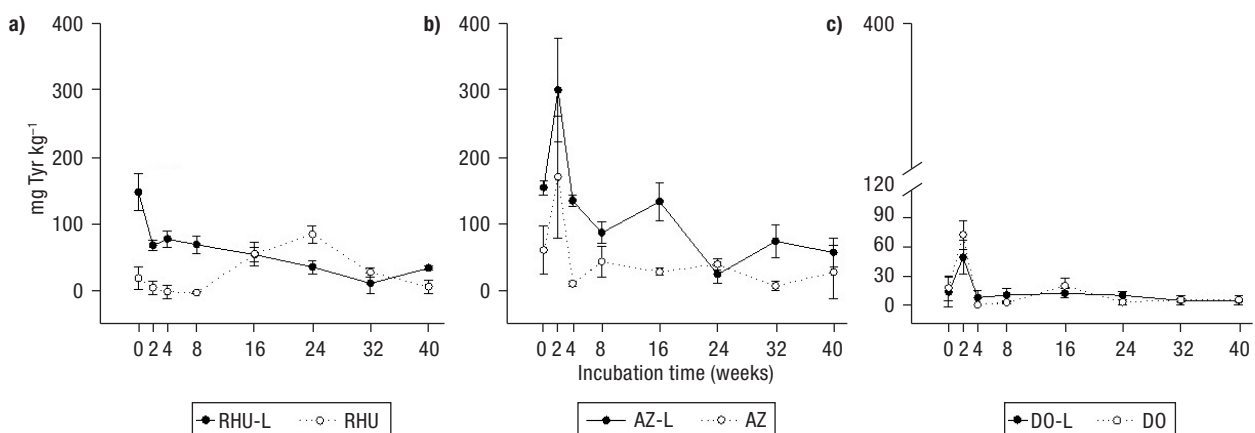 a)
mg Tyr kg⁻¹
400
300
200
100
0
0 2 4 8 16 24 32 40
RHU-L RHU
b)
400
300
200
100
0
0 2 4 8 16 24 32 40
Incubation time (weeks)
AZ-L AZ
c)
400
120
90
60
30
0
0 2 4 8 16 24 32 40
DO-L DO